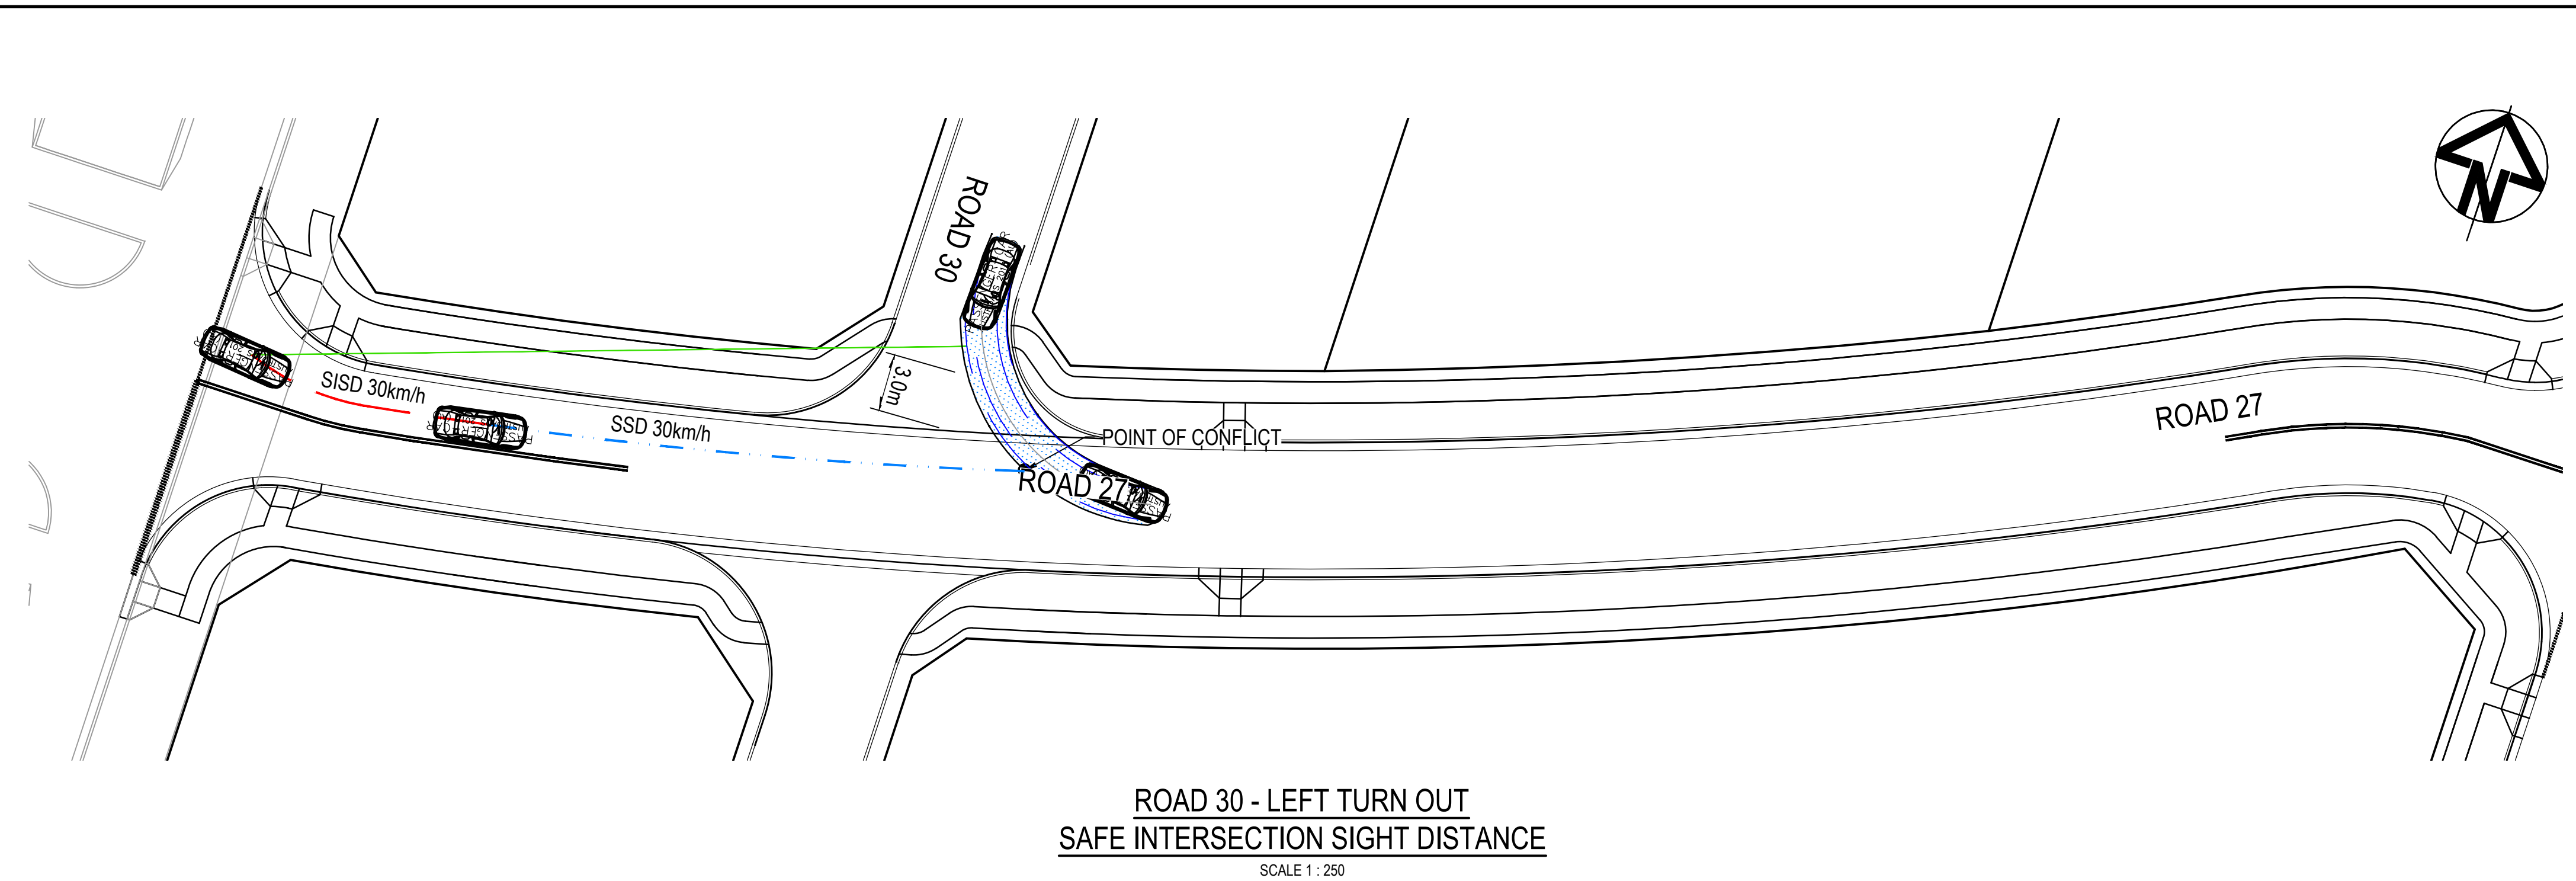 ROAD 30
N
SISD 30km/h
3.0m
SSD 30km/h
ROAD 27
POINT OF CONFLICT
ROAD 27
ROAD 30 - LEFT TURN OUT
SAFE INTERSECTION SIGHT DISTANCE
SCALE 1 : 250